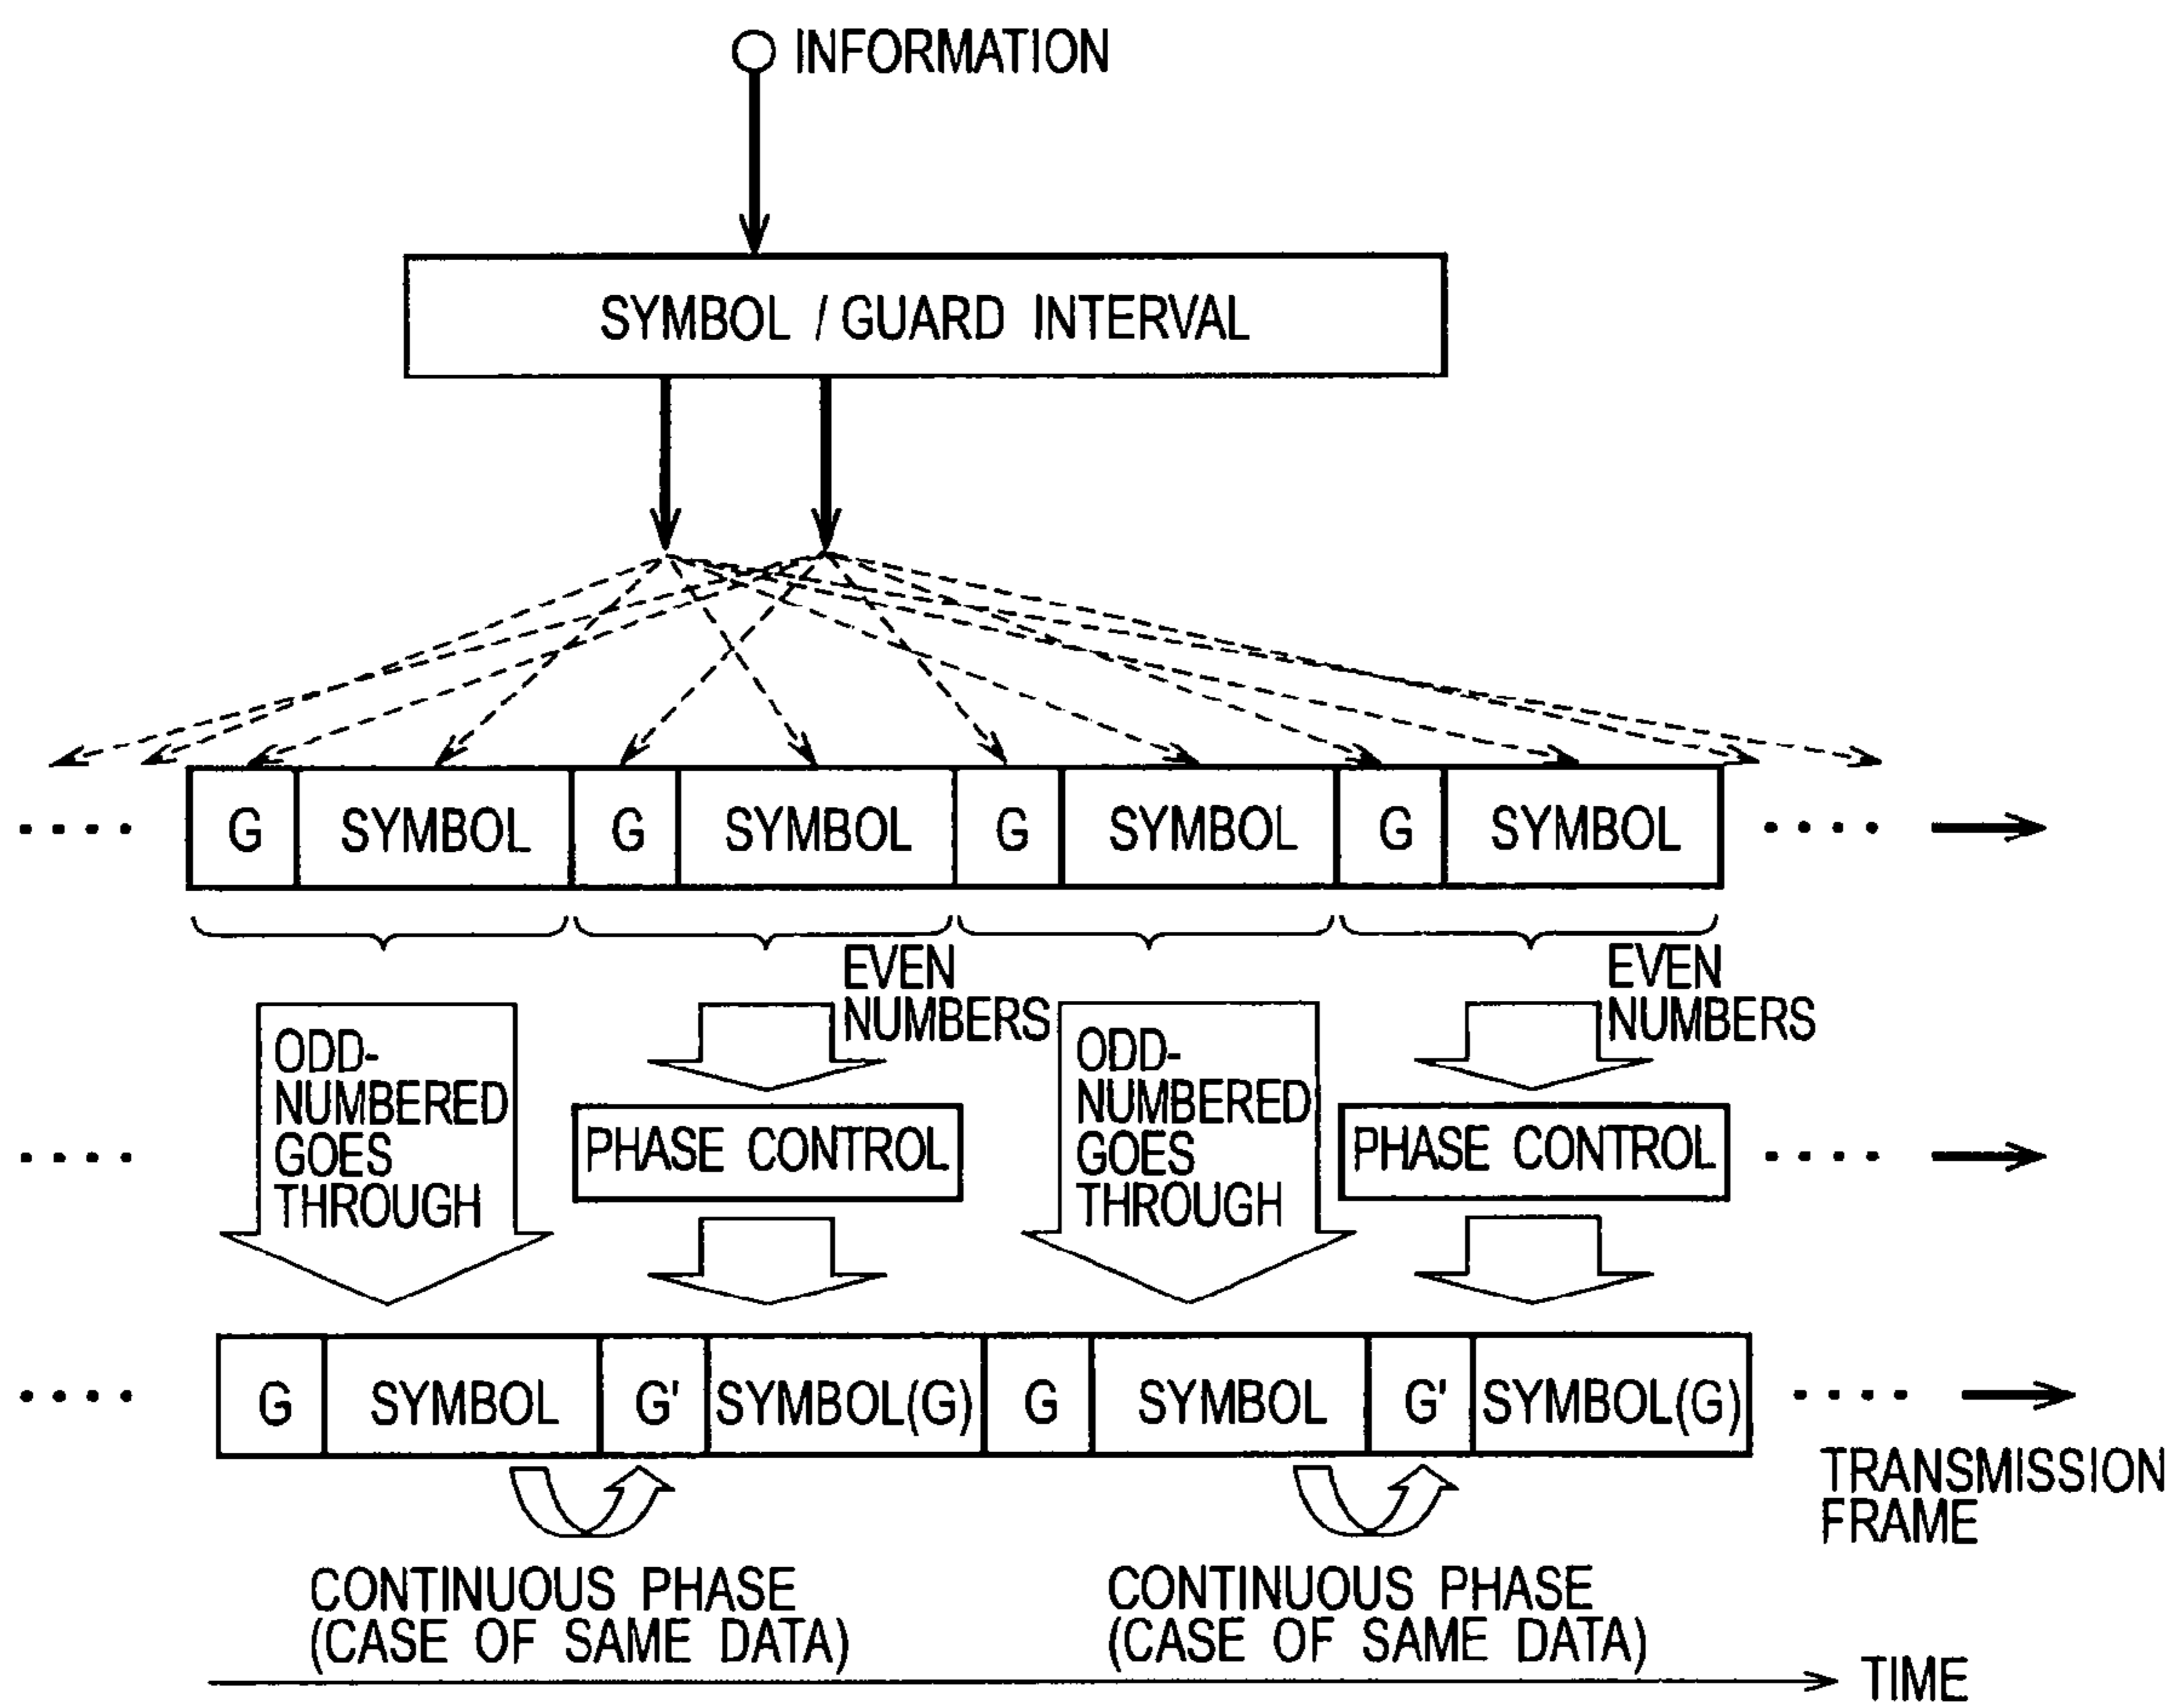 INFORMATION
SYMBOL / GUARD INTERVAL
G SYMBOL G SYMBOL G SYMBOL G SYMBOL
ODD-
NUMBERED
GOES
THROUGH
EVEN
NUMBERS
PHASE CONTROL
ODD-
NUMBERED
GOES
THROUGH
EVEN
NUMBERS
PHASE CONTROL
G SYMBOL G' SYMBOL(G) G SYMBOL G' SYMBOL(G)
TRANSMISSION
FRAME
CONTINUOUS PHASE
(CASE OF SAME DATA)
CONTINUOUS PHASE
(CASE OF SAME DATA)
TIME